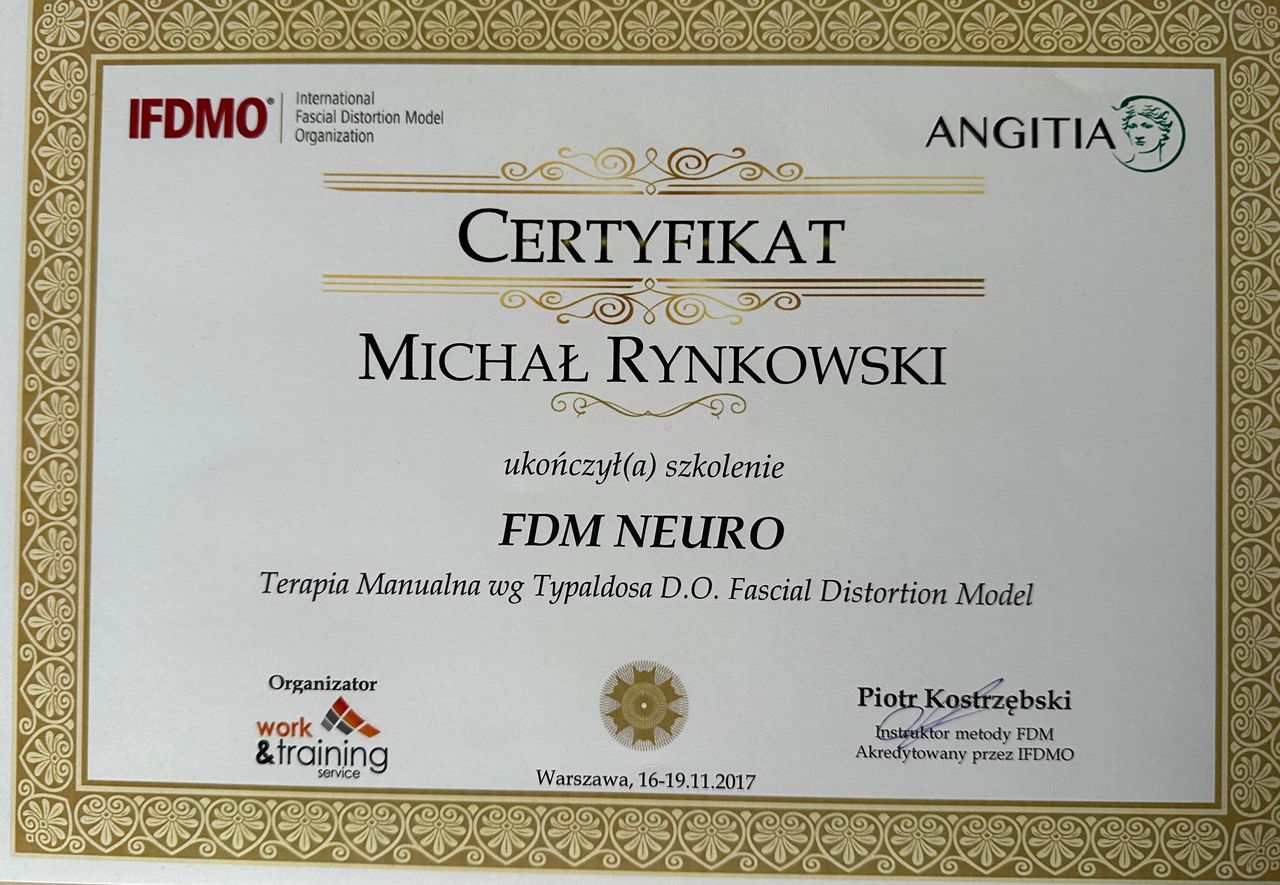 IFDMO®
International
Fascial Distortion Model
Organization
ANGITIA
CERTYFIKAT
MICHAŁ RYNKOWSKI
ukończył(a) szkolenie
FDM NEURO
Terapia Manualna wg Typaldosa D.O. Fascial Distortion Model
Organizator
work
&training
service
Warszawa, 16-19.11.2017
Piotr Kostrzębski
Instruktor metody FDM
Akredytowany przez IFDMO